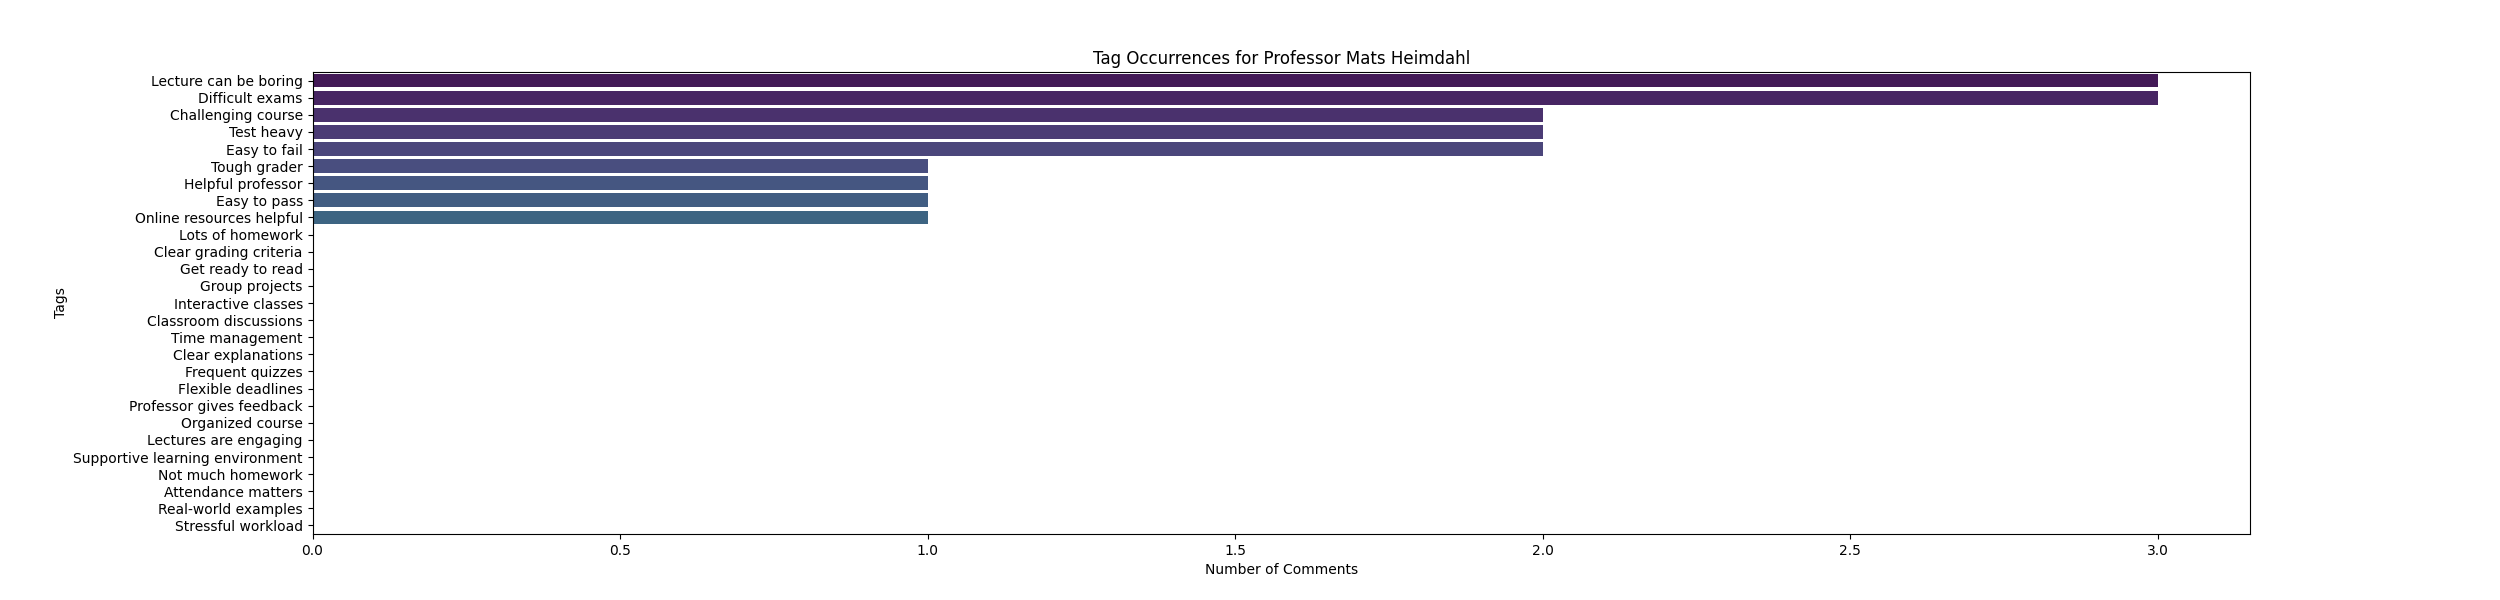 Tag Occurrences for Professor Mats Heimdahl
Lecture can be boring
Difficult exams
Challenging course
Test heavy
Easy to fail
Tough grader
Helpful professor
Easy to pass
Online resources helpful
Lots of homework
Clear grading criteria
Get ready to read
Group projects
Interactive classes
Classroom discussions
Time management
Clear explanations
Frequent quizzes
Flexible deadlines
Professor gives feedback
Organized course
Lectures are engaging
Supportive learning environment
Not much homework
Attendance matters
Real-world examples
Stressful workload
Tags
0.0 0.5 1.0 1.5 2.0 2.5 3.0
Number of Comments